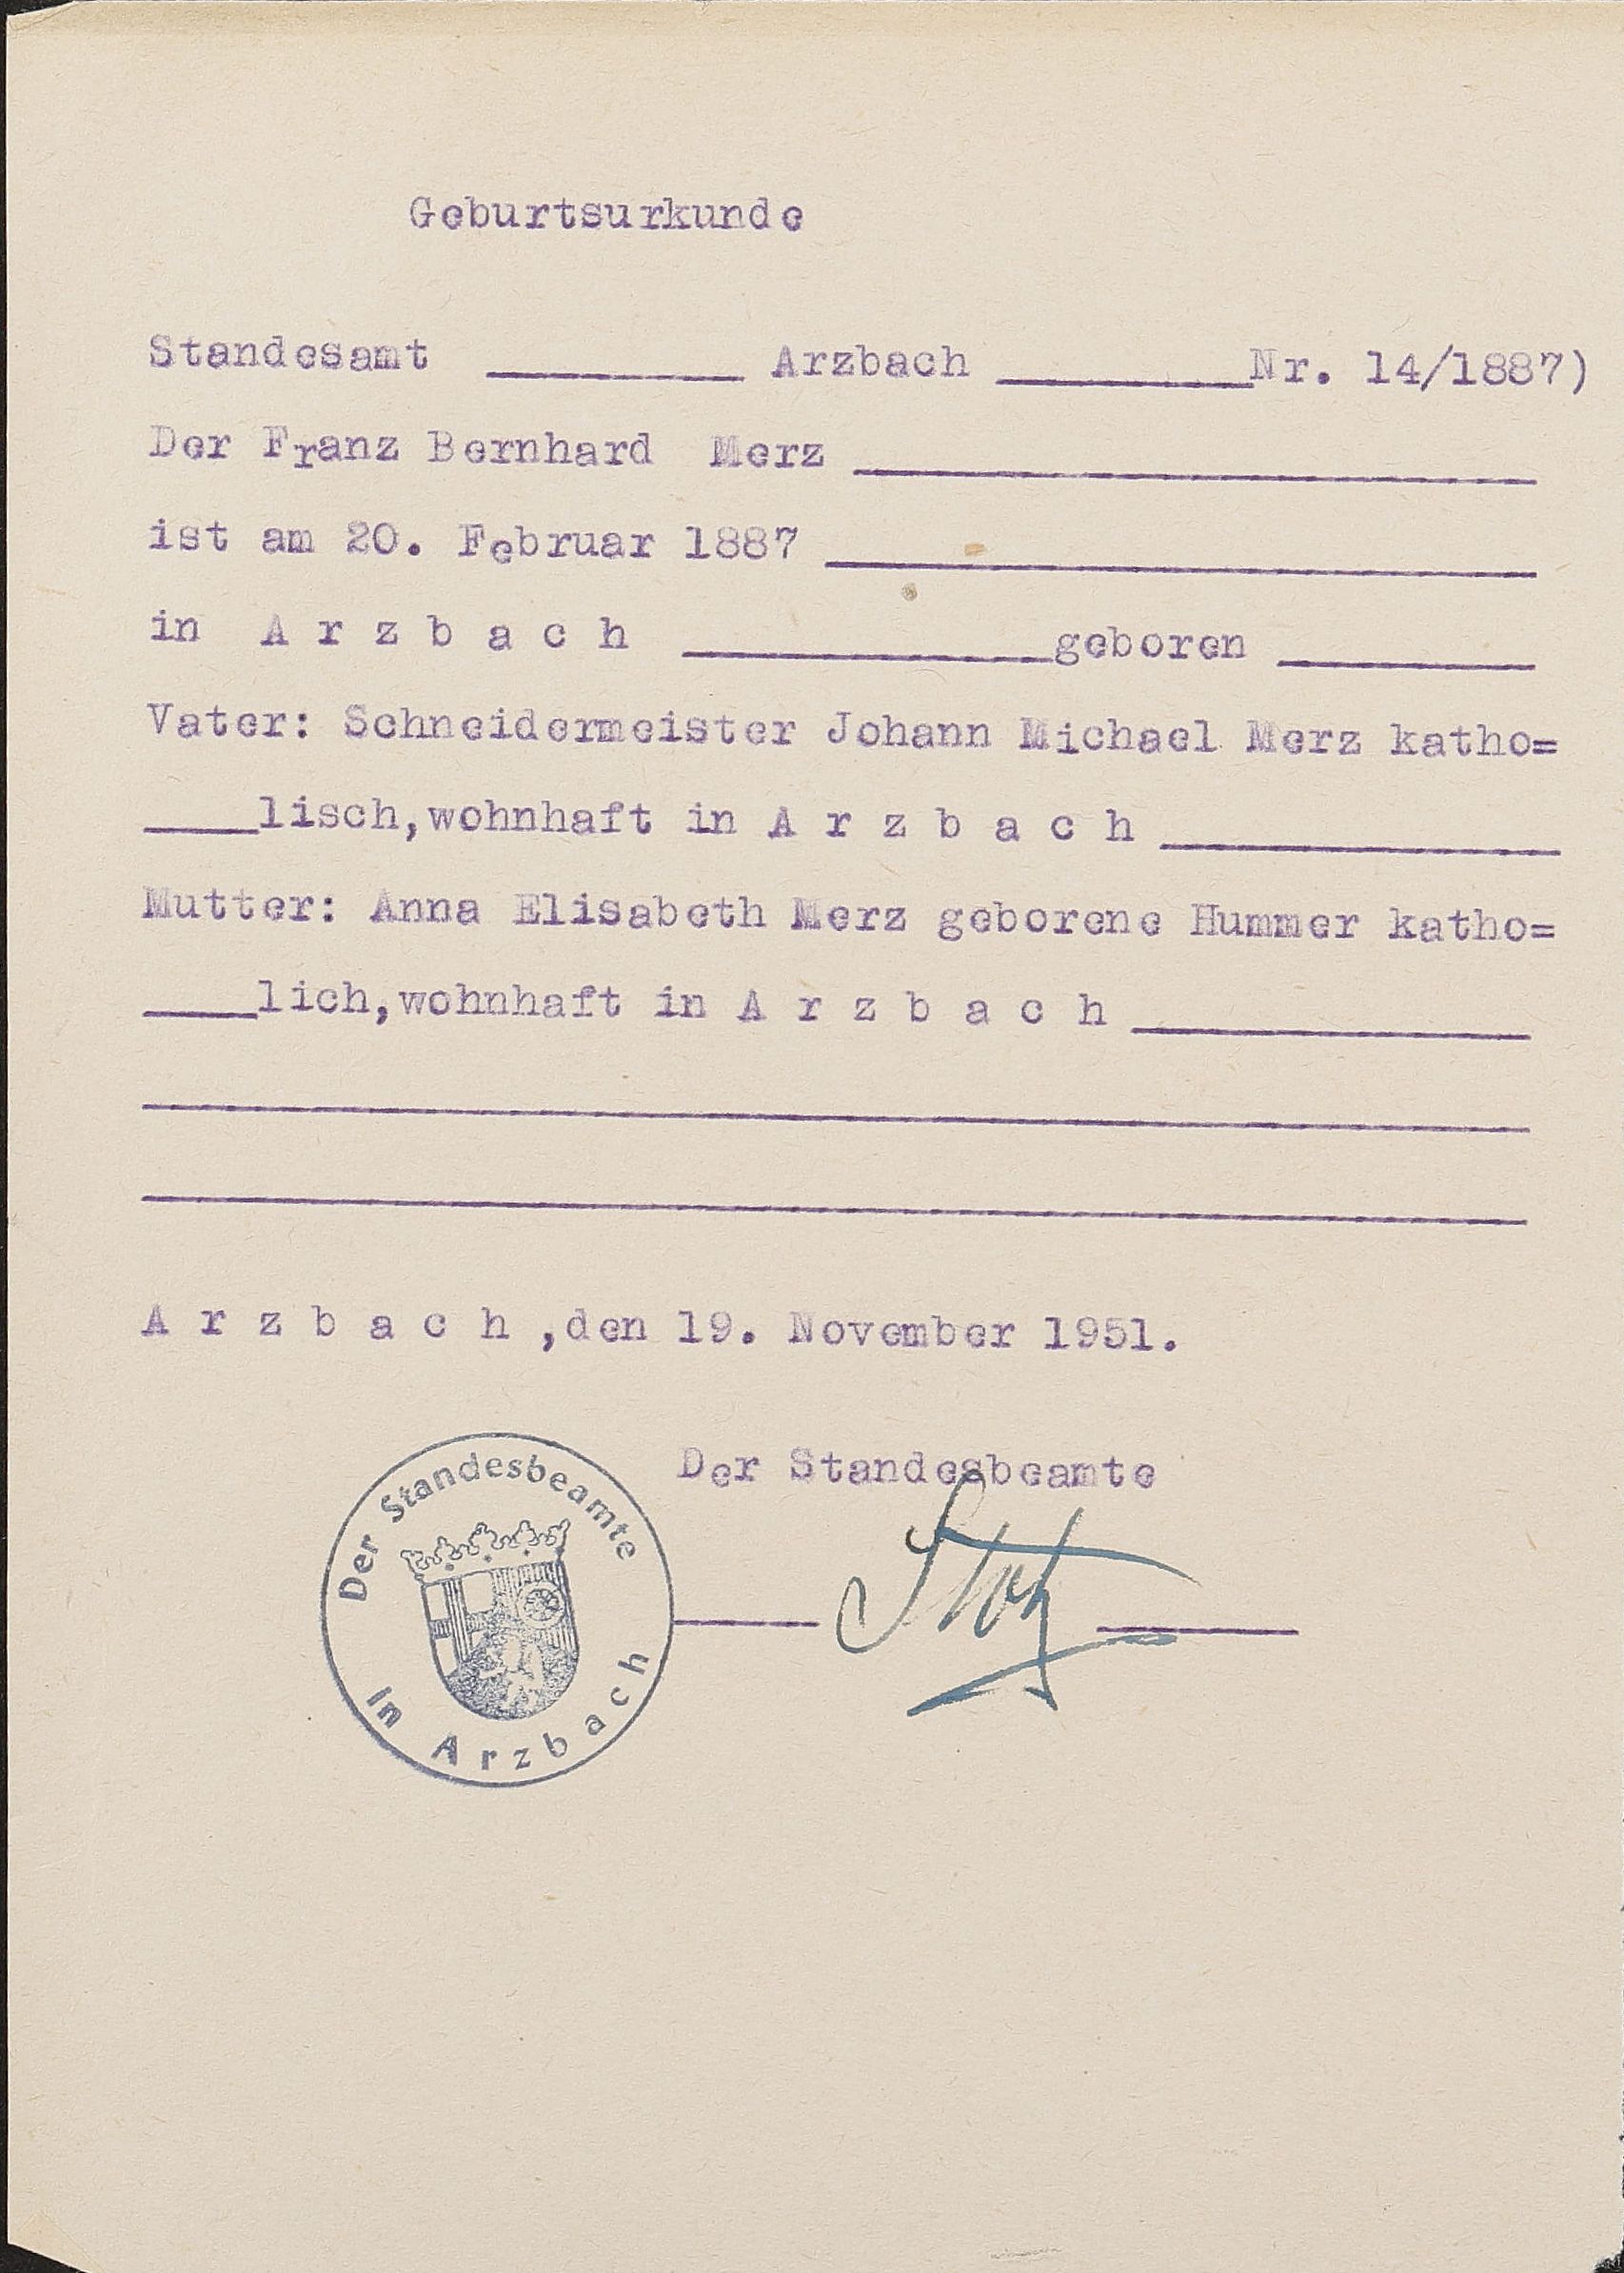 Geburtsurkunde
Standesamt Arzbach Nr. 14/1887)
Der Franz Bernhard Merz
ist am 20. Februar 1887
in A r z b a c h geboren
Vater: Schneidermeister Johann Michael Merz katho=
lisch, wohnhaft in A r z b a c h
Mutter: Anna Elisabeth Merz geborene Hummer katho=
lich, wohnhaft in A r z b a c h
A r z b a c h ,den 19. November 1951.
Der Standesbeamte
Der Standesbeamte
In Arzbach